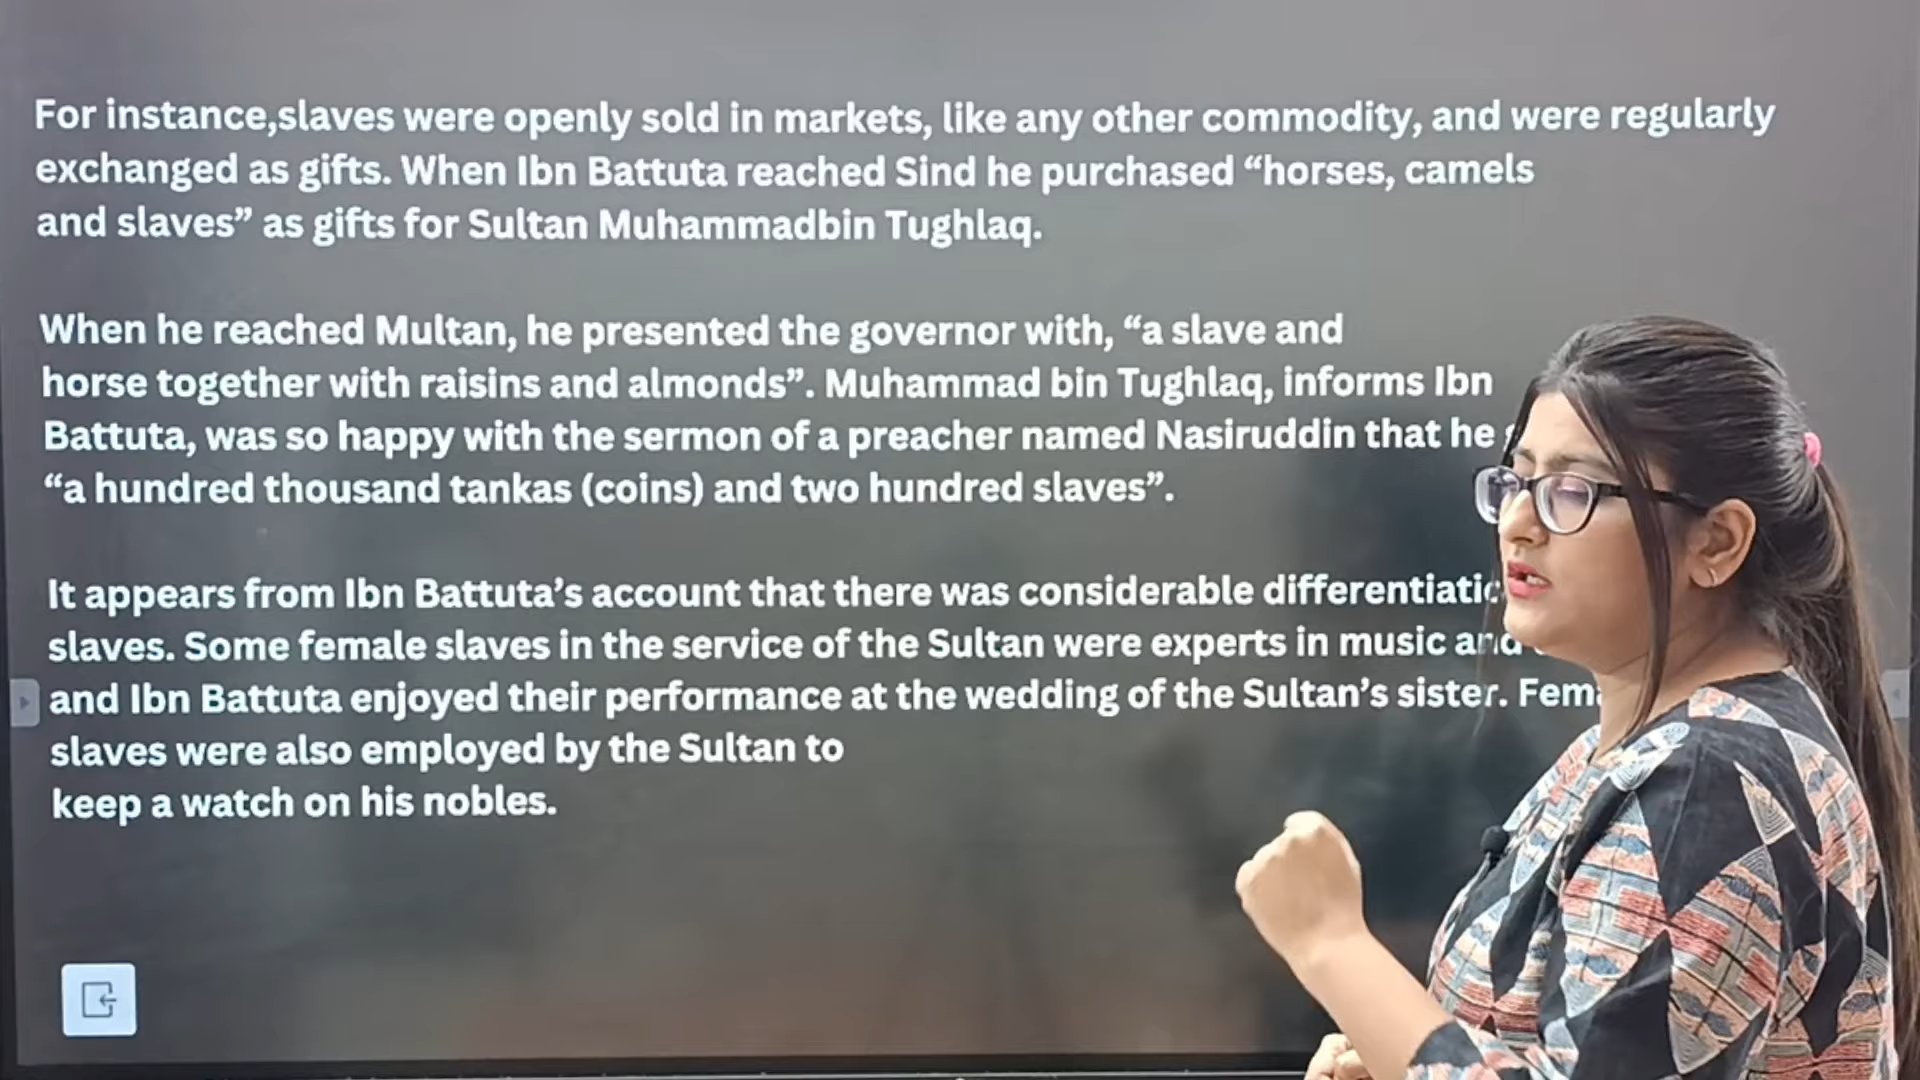 For instance,slaves were openly sold in markets, like any other commodity, and were regularly
exchanged as gifts. When Ibn Battuta reached Sind he purchased “horses, camels
and slaves” as gifts for Sultan Muhammadbin Tughlaq.
When he reached Multan, he presented the governor with, “a slave and
horse together with raisins and almonds”. Muhammad bin Tughlaq, informs Ibn
Battuta, was so happy with the sermon of a preacher named Nasiruddin that he
“a hundred thousand tankas (coins) and two hundred slaves”.
It appears from Ibn Battuta’s account that there was considerable
slaves. Some female slaves in the service of the Sultan were experts in music and
and Ibn Battuta enjoyed their performance at the wedding of the Sultan’s sister.
slaves were also employed by the Sultan to
keep a watch on his nobles.